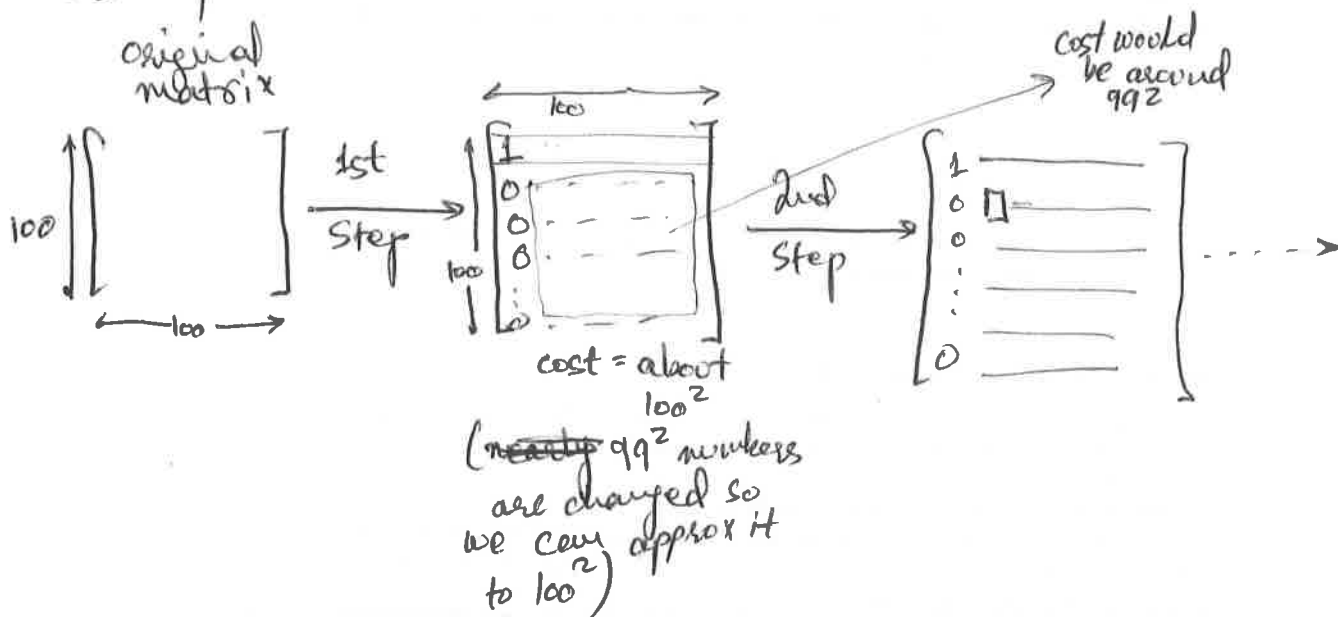 original
matrix
100
100
1st
Step
100
100
1
0
0
0
0
cost = about
100²
(nearly 99² numbers
are changed so
we can approx it
to 100²)
cost would
be around
99²
2nd
Step
1
0
0
0